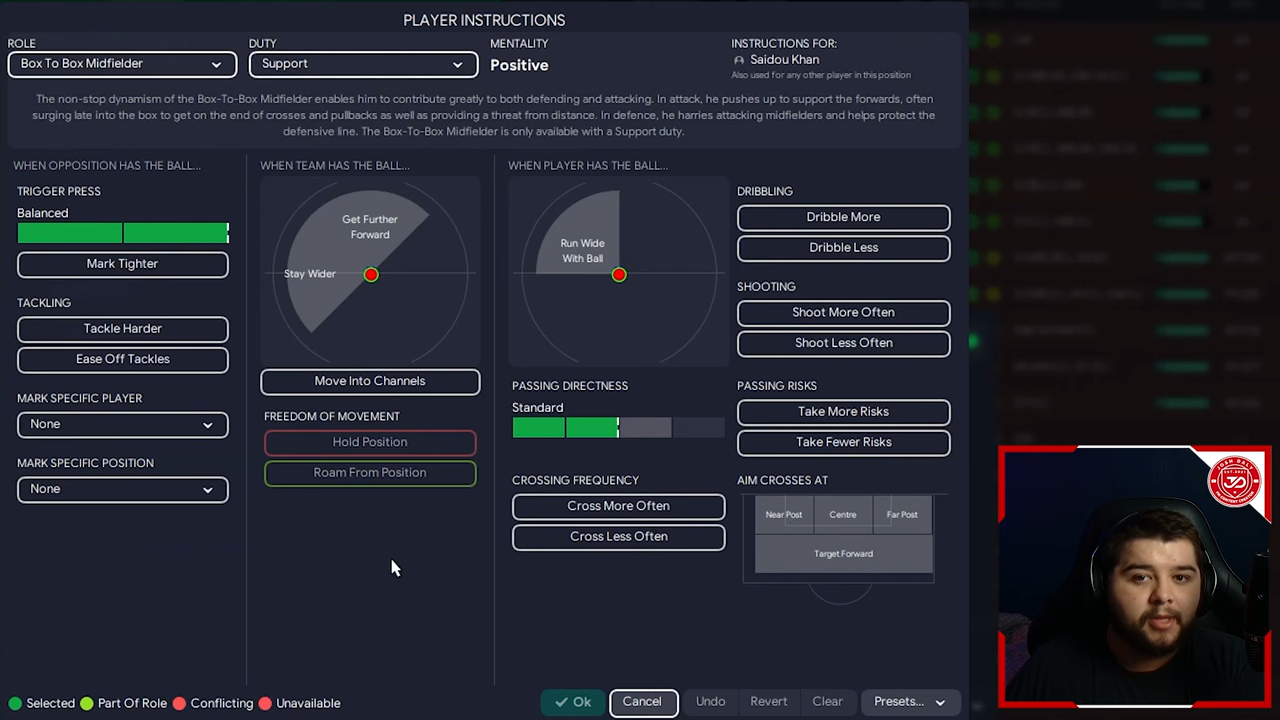 PLAYER INSTRUCTIONS
ROLE
Box To Box Midfielder
DUTY
Support
MENTALITY
Positive
INSTRUCTIONS FOR:
Saidou Khan
Also used for any other player in this position
The non-stop dynamism of the Box-To-Box Midfielder enables him to contribute greatly to both defending and attacking. In attack, he pushes up to support the forwards, often
surging late into the box to get on the end of crosses and pullbacks as well as providing a threat from distance. In defence, he harries attacking midfielders and helps protect the
defensive line. The Box-To-Box Midfielder is only available with a Support duty.
WHEN OPPOSITION HAS THE BALL...
TRIGGER PRESS
Balanced
Mark Tighter
TACKLING
Tackle Harder
Ease Off Tackles
MARK SPECIFIC PLAYER
None
MARK SPECIFIC POSITION
None
WHEN TEAM HAS THE BALL...
Get Further
Forward
Stay Wider
Move Into Channels
FREEDOM OF MOVEMENT
Hold Position
Roam From Position
WHEN PLAYER HAS THE BALL...
Run Wide
With Ball
PASSING DIRECTNESS
Standard
CROSSING FREQUENCY
Cross More Often
Cross Less Often
DRIBBLING
Dribble More
Dribble Less
SHOOTING
Shoot More Often
Shoot Less Often
PASSING RISKS
Take More Risks
Take Fewer Risks
AIM CROSSES AT
Near Post
Centre
Far Post
Target Forward
Selected
Part Of Role
Conflicting
Unavailable
Ok
Cancel
Undo
Revert
Clear
Presets...
JOSH DALY
JD